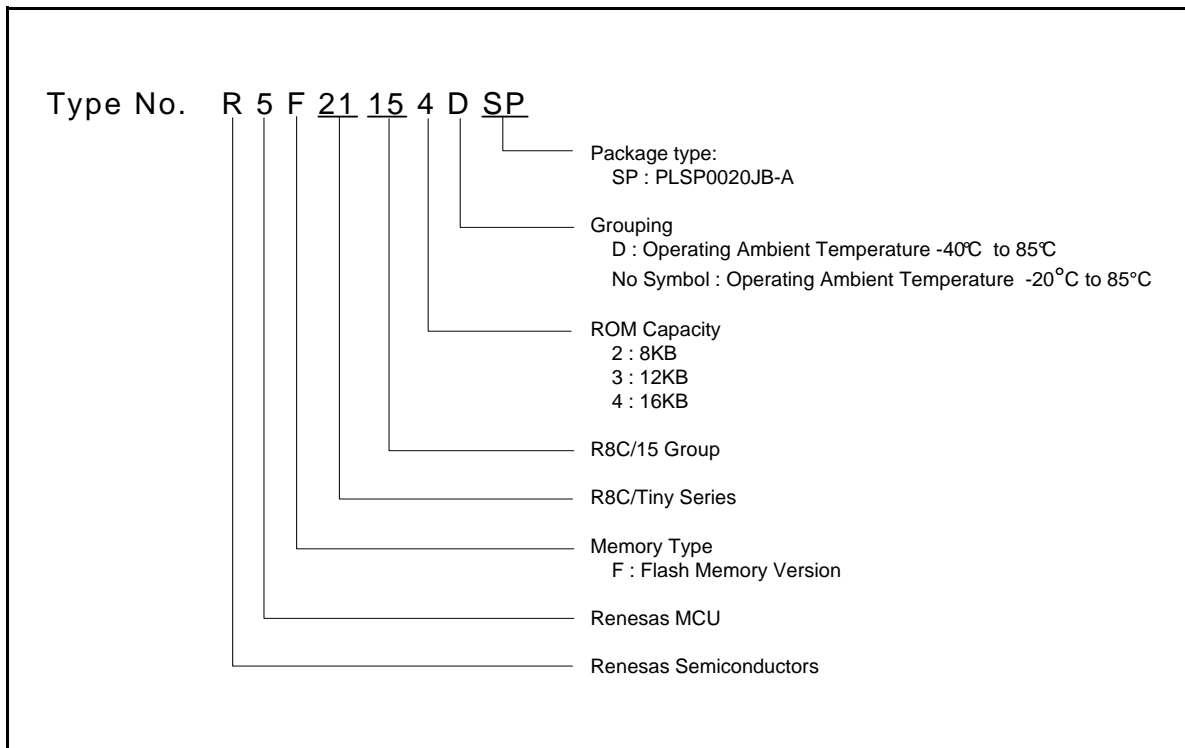 Type No. R 5 F 21 15 4 D SP
Package type:
SP : PLSP0020JB-A
Grouping
D : Operating Ambient Temperature -40°C to 85°C
No Symbol : Operating Ambient Temperature -20°C to 85°C
ROM Capacity
2 : 8KB
3 : 12KB
4 : 16KB
R8C/15 Group
R8C/Tiny Series
Memory Type
F : Flash Memory Version
Renesas MCU
Renesas Semiconductors